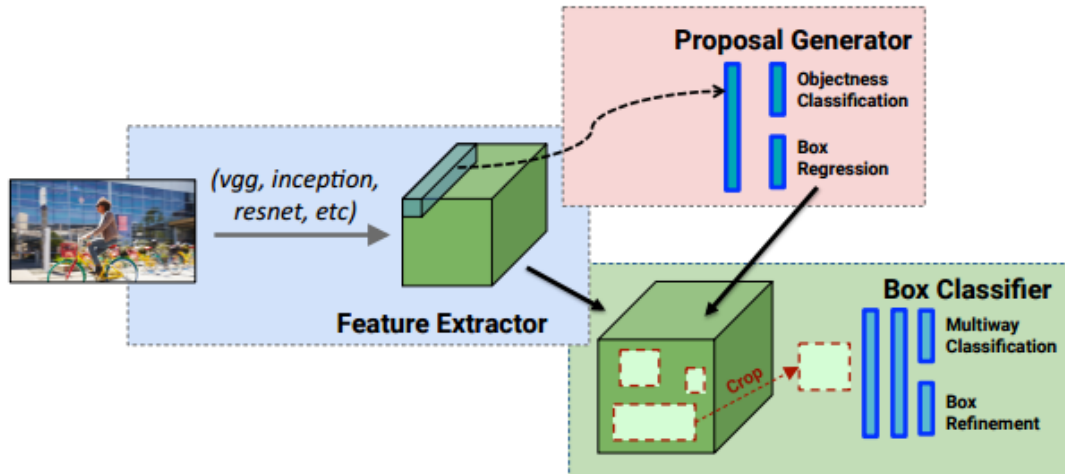 Proposal Generator
Objectness
Classification
Box
Regression
(vgg, inception,
resnet, etc)
Feature Extractor
Box Classifier
Multiway
Classification
Crop
Box
Refinement